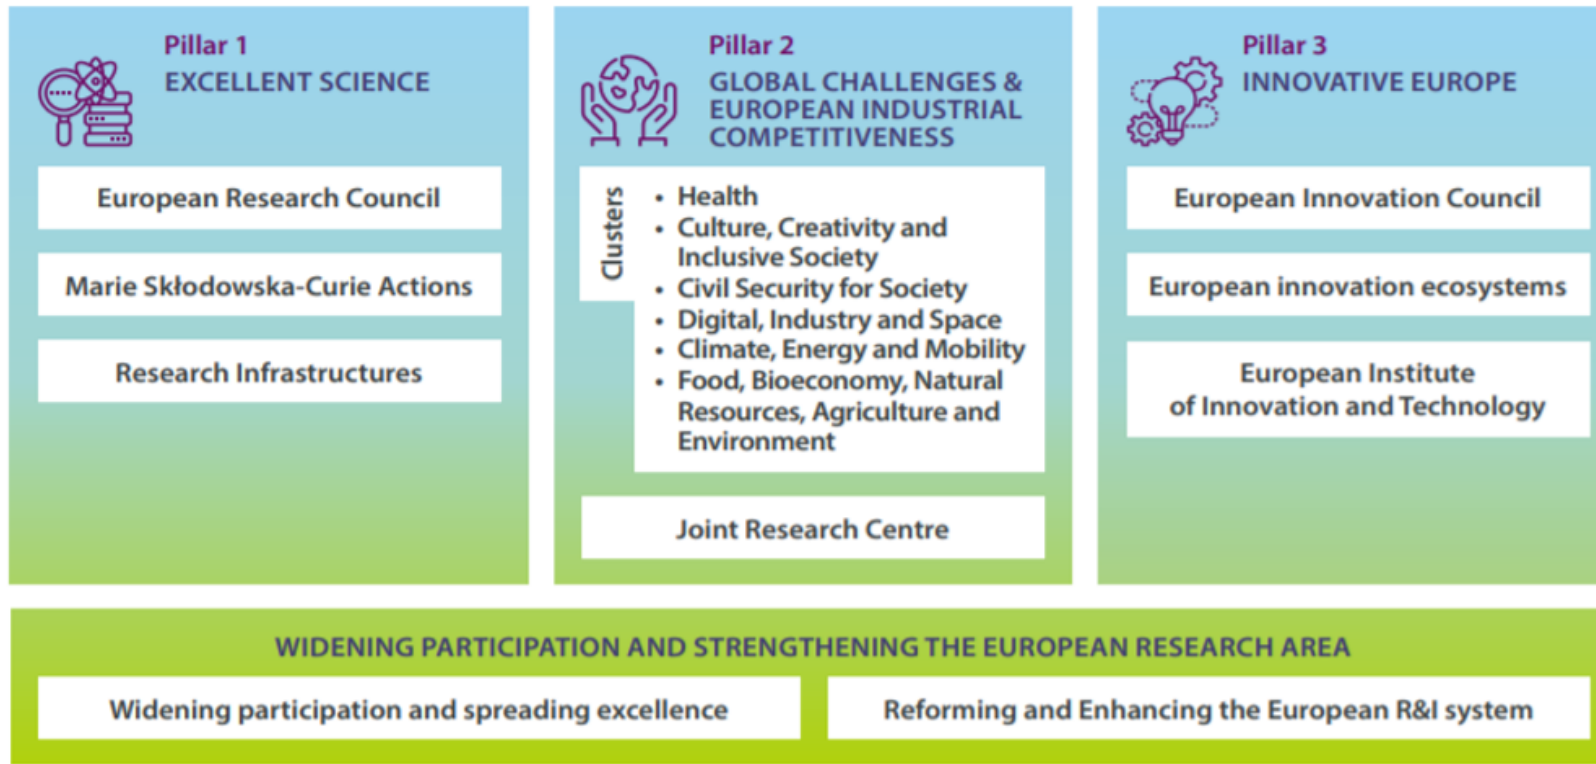 Pillar 1
EXCELLENT SCIENCE
European Research Council
Marie Skłodowska-Curie Actions
Research Infrastructures
Pillar 2
GLOBAL CHALLENGES &
EUROPEAN INDUSTRIAL
COMPETITIVENESS
Clusters
• Health
• Culture, Creativity and
Inclusive Society
• Civil Security for Society
• Digital, Industry and Space
• Climate, Energy and Mobility
• Food, Bioeconomy, Natural
Resources, Agriculture and
Environment
Joint Research Centre
Pillar 3
INNOVATIVE EUROPE
European Innovation Council
European innovation ecosystems
European Institute
of Innovation and Technology
WIDENING PARTICIPATION AND STRENGTHENING THE EUROPEAN RESEARCH AREA
Widening participation and spreading excellence
Reforming and Enhancing the European R&I system